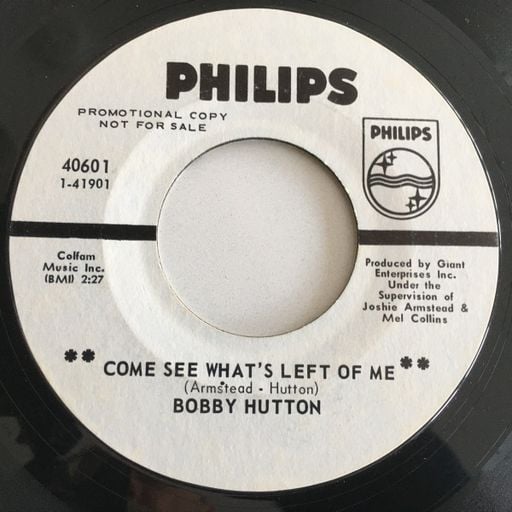 PHILIPS
PROMOTIONAL COPY
NOT FOR SALE
PHILIPS
40601
1-41901
Colfam
Music Inc.
(BMI) 2:27
Produced by Giant
Enterprises Inc.
Under the
Supervision of
Joshie Armstead &
Mel Collins
** COME SEE WHAT'S LEFT OF ME **
(Armstead - Hutton)
BOBBY HUTTON